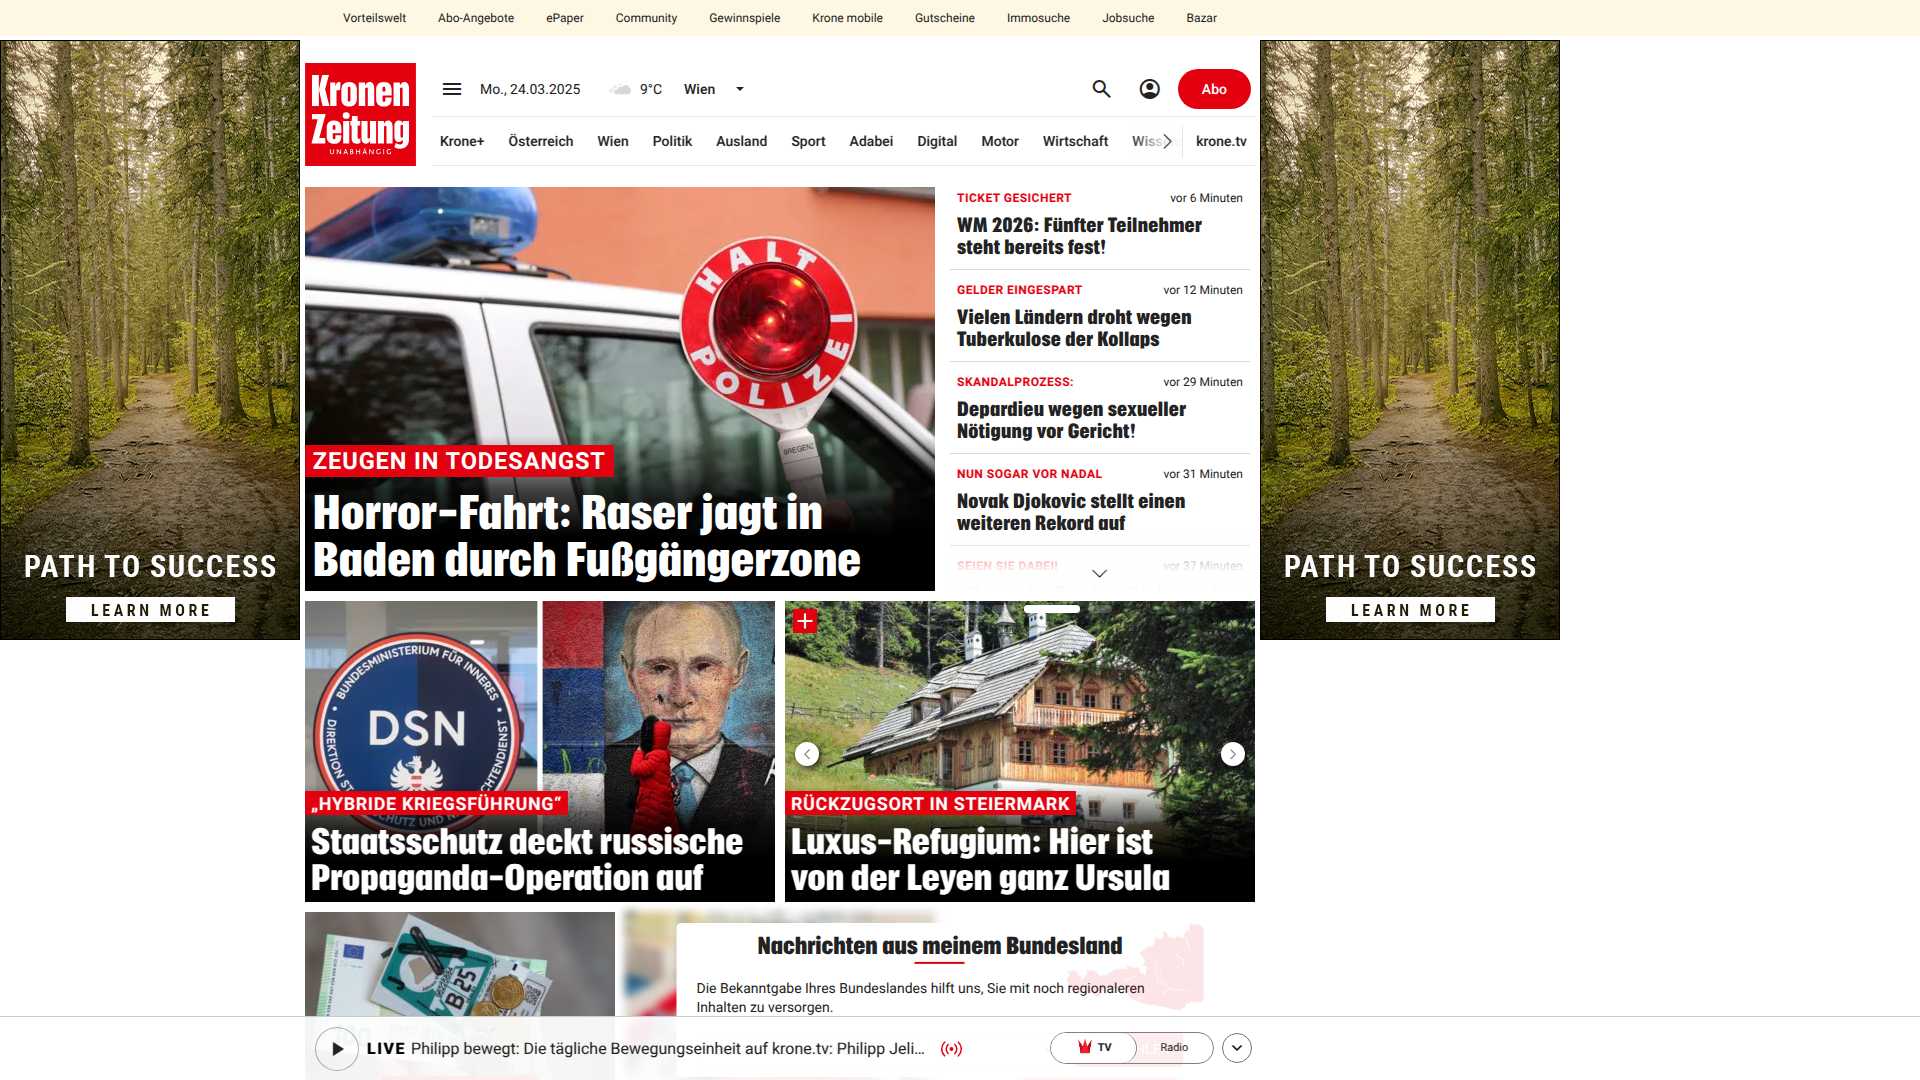 Vorteilswelt Abo-Angebote ePaper Community Gewinnspiele Krone mobile Gutscheine Immosuche Jobsuche Bazar
Kronen
Zeitung
UNABHÄNGIG
Mo., 24.03.2025 9°C Wien
Abo
Krone+ Österreich Wien Politik Ausland Sport Adabei Digital Motor Wirtschaft Wiss krone.tv
PATH TO SUCCESS
LEARN MORE
HALT
POLIZEI
BREGENZ
ZEUGEN IN TODESANGST
Horror-Fahrt: Raser jagt in
Baden durch Fußgängerzone
TICKET GESICHERT vor 6 Minuten
WM 2026: Fünfter Teilnehmer
steht bereits fest!
GELDER EINGESPART vor 12 Minuten
Vielen Ländern droht wegen
Tuberkulose der Kollaps
SKANDALPROZESS: vor 29 Minuten
Depardieu wegen sexueller
Nötigung vor Gericht!
NUN SOGAR VOR NADAL vor 31 Minuten
Novak Djokovic stellt einen
weiteren Rekord auf
SEIEN SIE DABEI! vor 37 Minuten
PATH TO SUCCESS
LEARN MORE
BUNDESMINISTERIUM FÜR INNERES
DSN
„HYBRIDE KRIEGSFÜHRUNG“
Staatsschutz deckt russische
Propaganda-Operation auf
RÜCKZUGSORT IN STEIERMARK
Luxus-Refugium: Hier ist
von der Leyen ganz Ursula
B 25
Nachrichten aus meinem Bundesland
Die Bekanntgabe Ihres Bundeslandes hilft uns, Sie mit noch regionaleren
Inhalten zu versorgen.
LIVE Philipp bewegt: Die tägliche Bewegungseinheit auf krone.tv: Philipp Jeli...
TV Radio